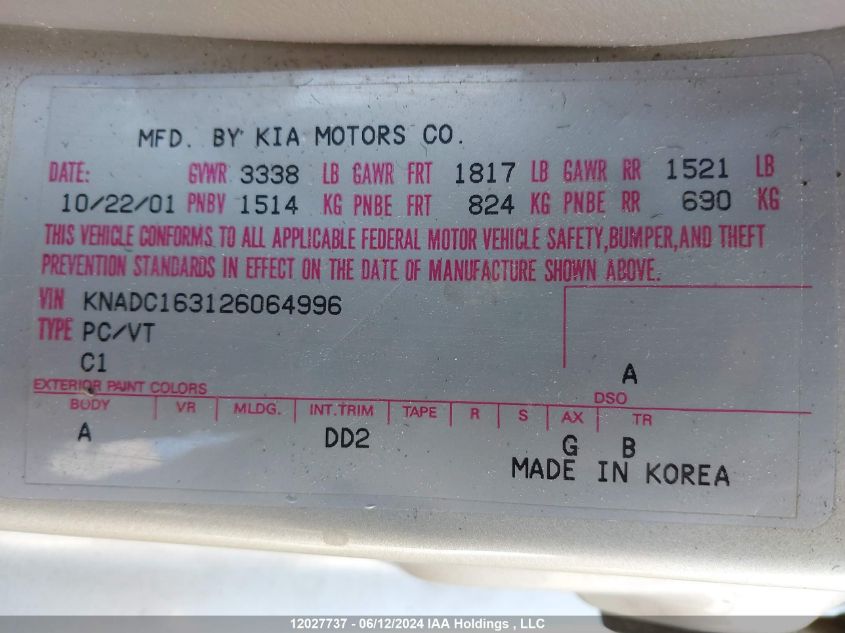 MFD. BY KIA MOTORS CO.
DATE: GVWR 3338 LB GAWR FRT 1817 LB GAWR RR 1521 LB
10/22/01 PNBV 1514 KG PNBE FRT 824 KG PNBE RR 690 KG
THIS VEHICLE CONFORMS TO ALL APPLICABLE FEDERAL MOTOR VEHICLE SAFETY,BUMPER,AND THEFT
PREVENTION STANDARDS IN EFFECT ON THE DATE OF MANUFACTURE SHOWN ABOVE.
VIN KNADC163126064996
TYPE PC/VT
C1 A
EXTERIOR PAINT COLORS DSO
BODY VR MLDG. INT.TRIM TAPE R S AX TR
A DD2 G B
MADE IN KOREA
12027737 - 06/12/2024 IAA Holdings , LLC